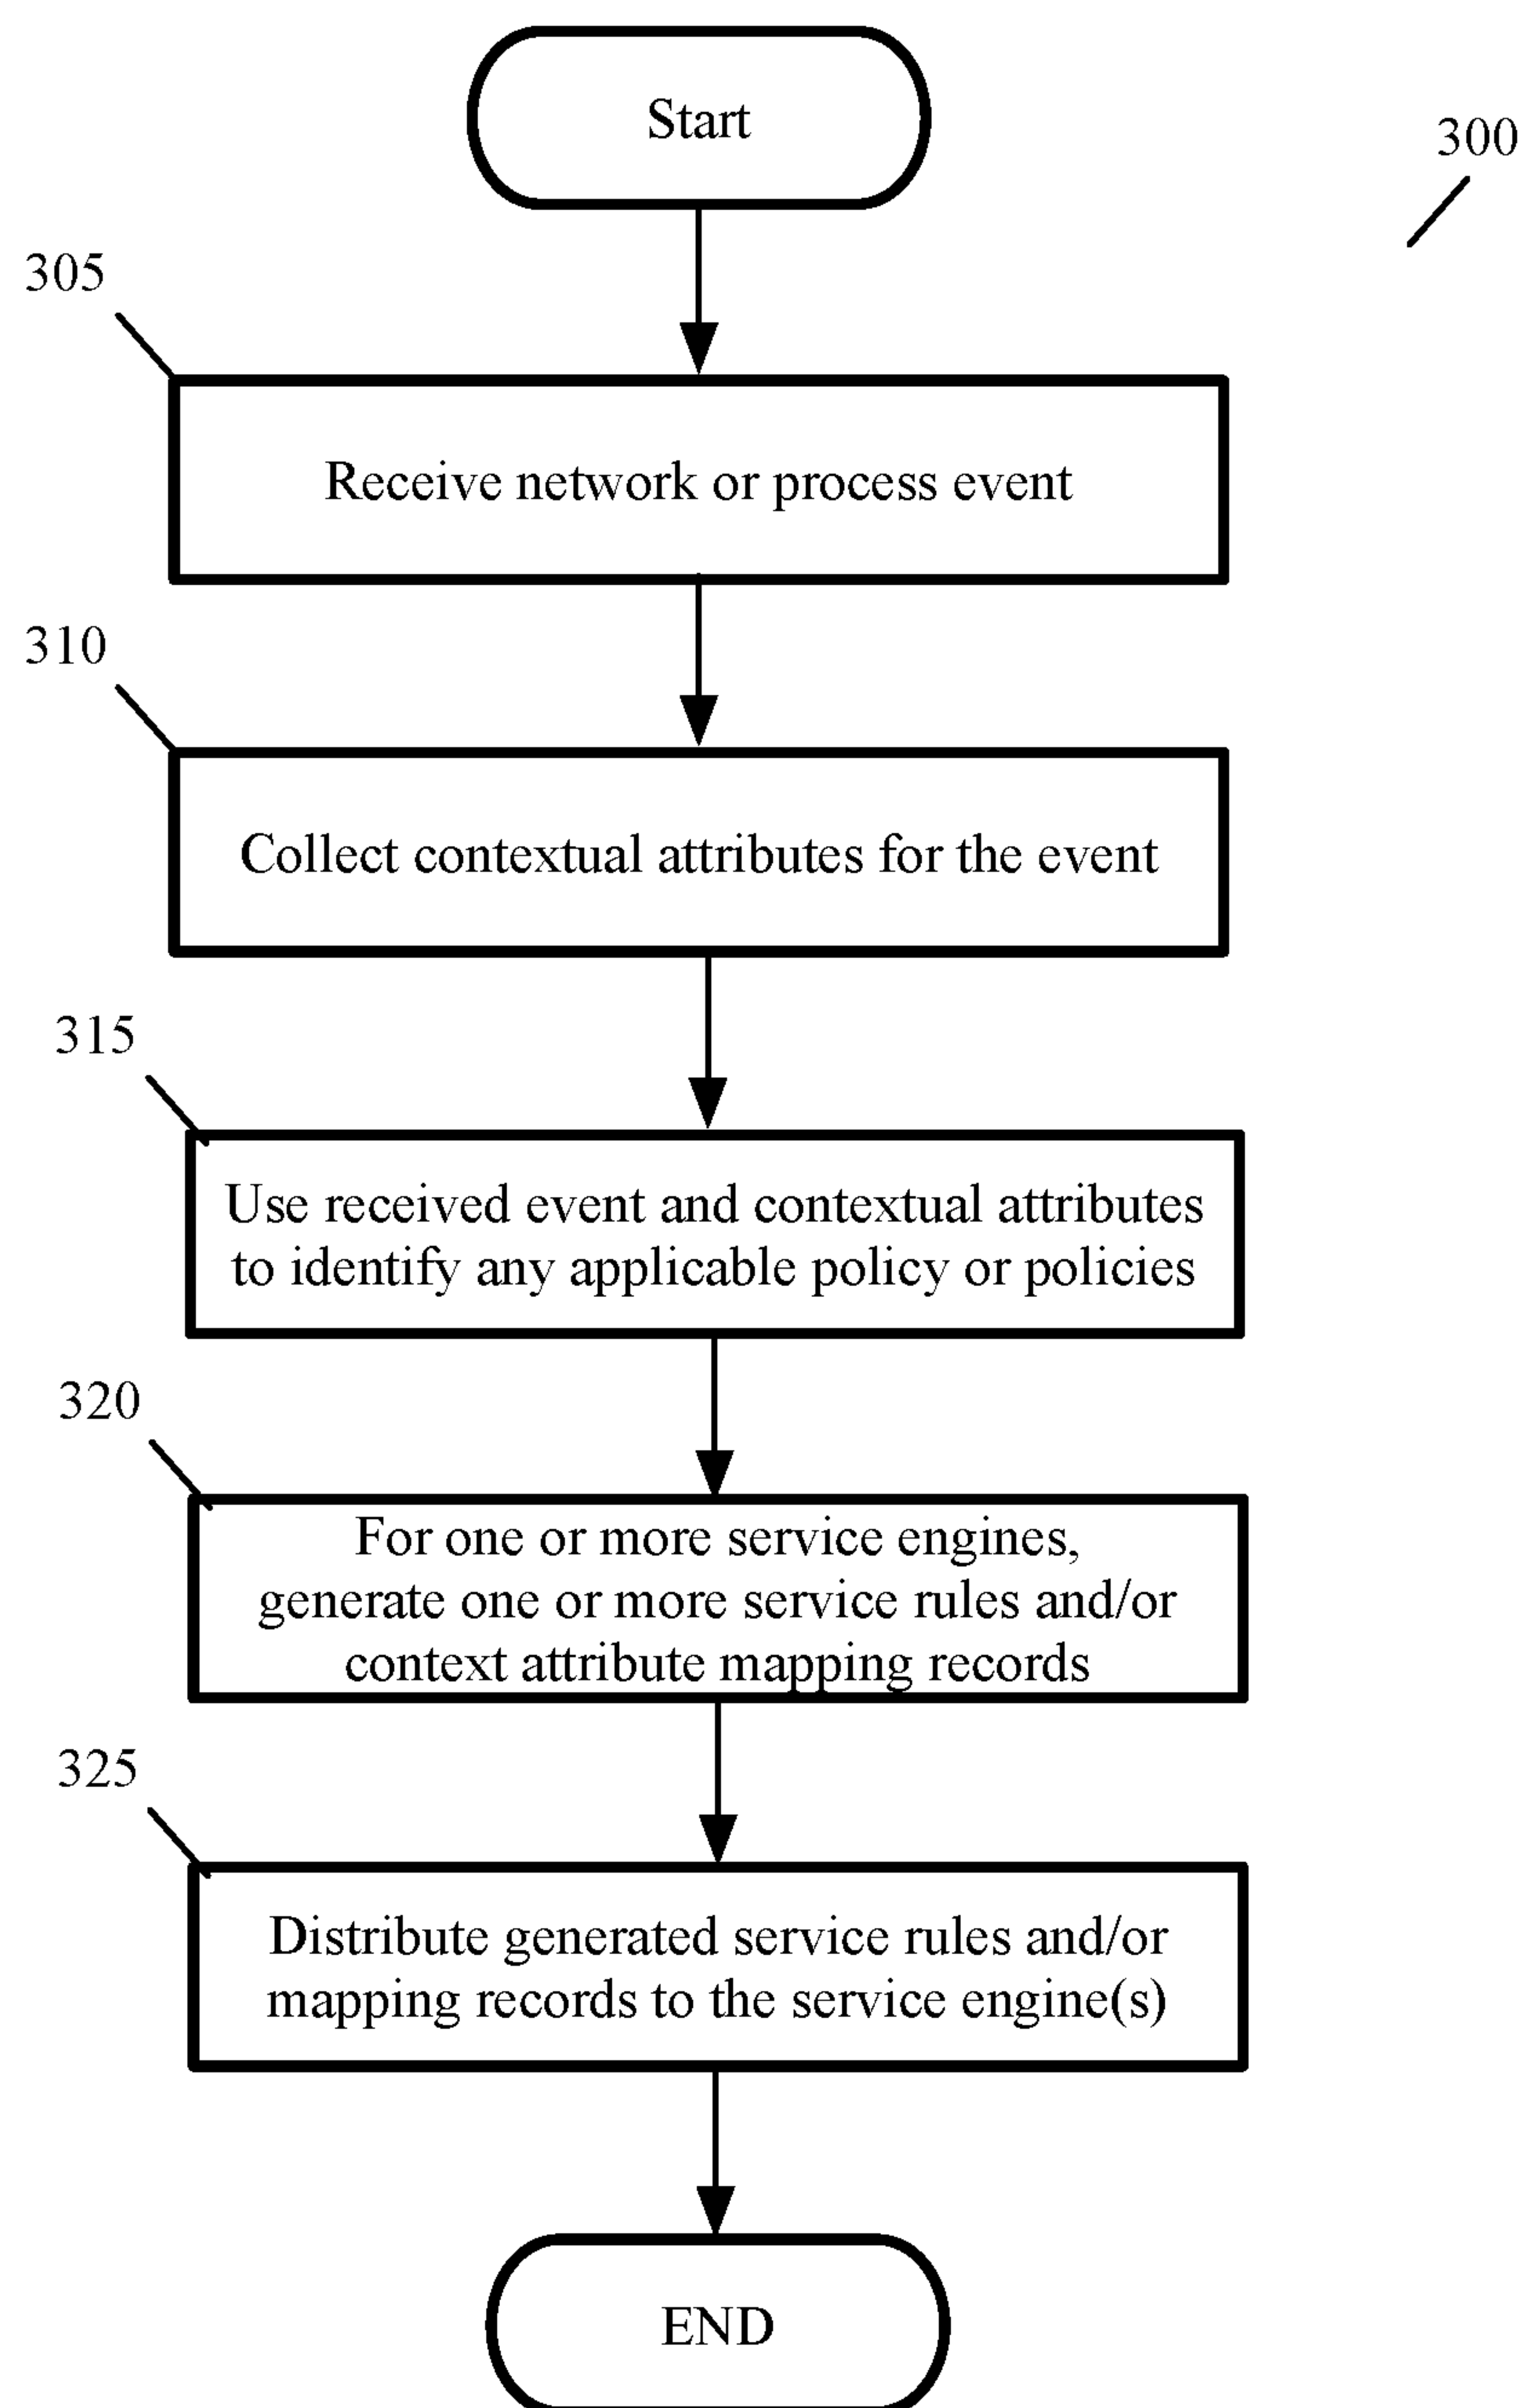 Start
300
305
Receive network or process event
310
Collect contextual attributes for the event
315
Use received event and contextual attributes
to identify any applicable policy or policies
320
For one or more service engines,
generate one or more service rules and/or
context attribute mapping records
325
Distribute generated service rules and/or
mapping records to the service engine(s)
END